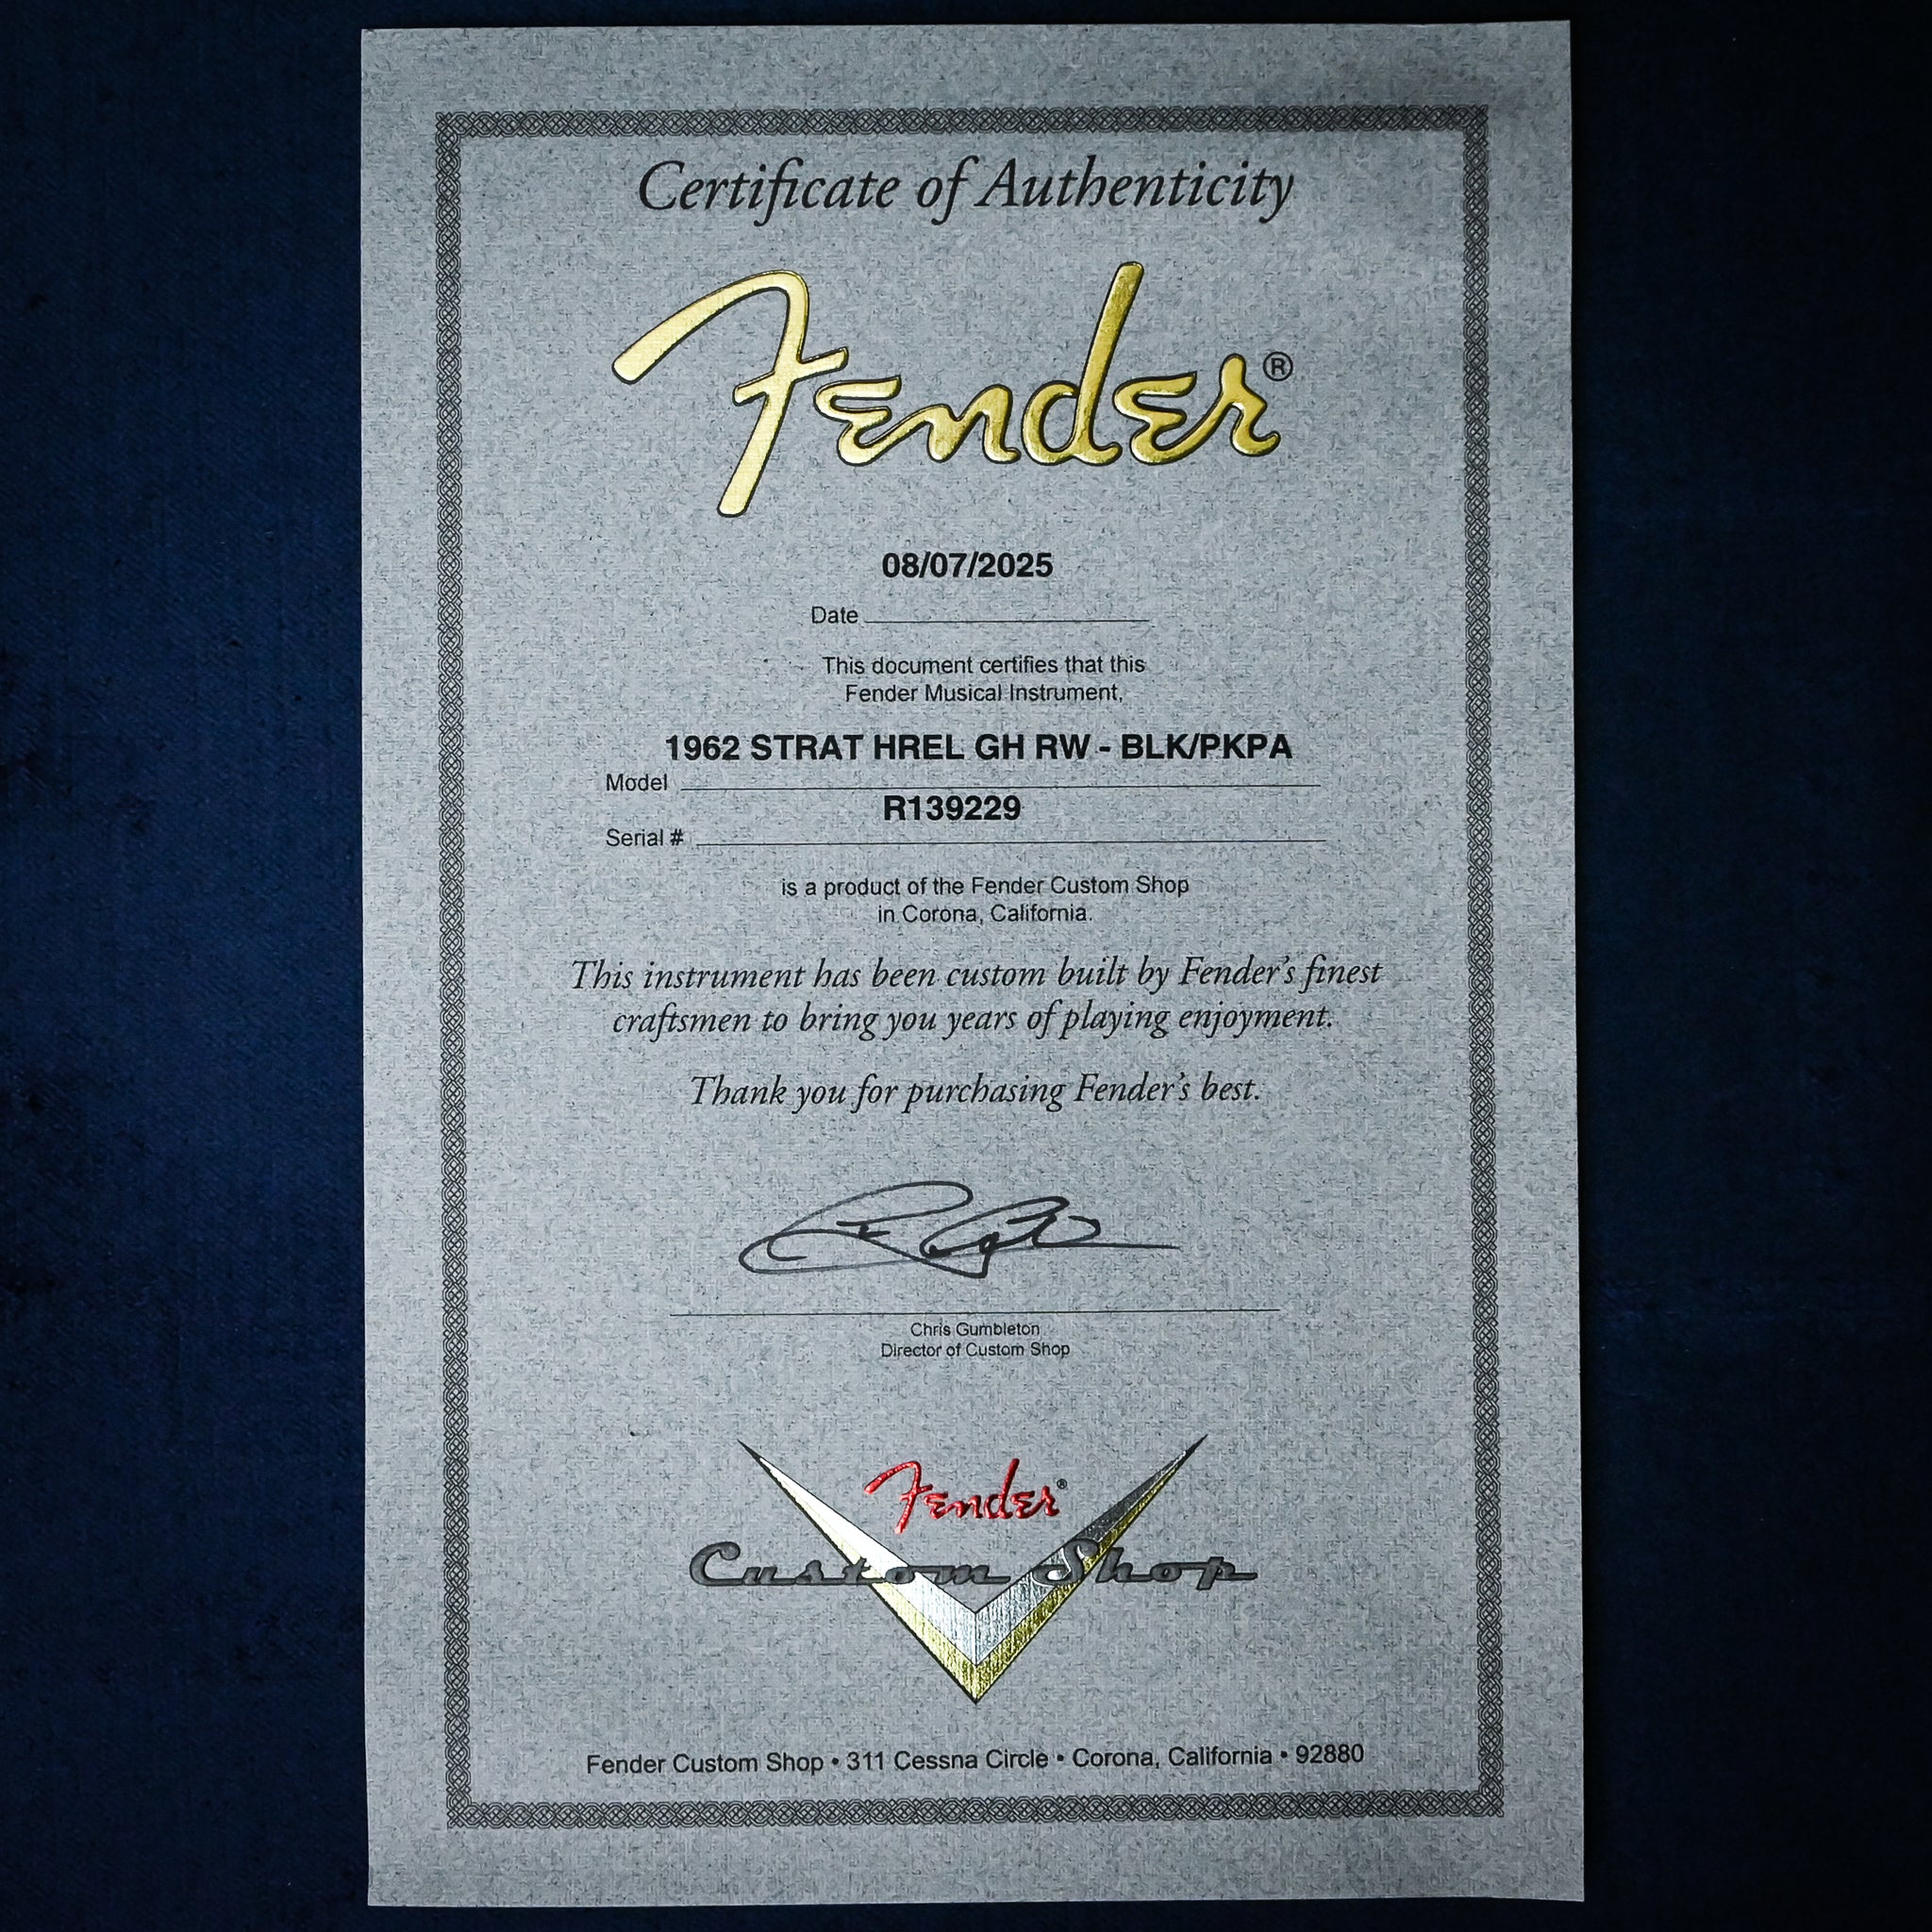 Certificate of Authenticity
Fender®
08/07/2025
Date
This document certifies that this
Fender Musical Instrument,
1962 STRAT HREL GH RW - BLK/PKPA
Model
R139229
Serial #
is a product of the Fender Custom Shop
in Corona, California.
This instrument has been custom built by Fender's finest
craftsmen to bring you years of playing enjoyment.
Thank you for purchasing Fender's best.
Chris Gumbleton
Director of Custom Shop
Fender®
Custom Shop
Fender Custom Shop • 311 Cessna Circle • Corona, California • 92880